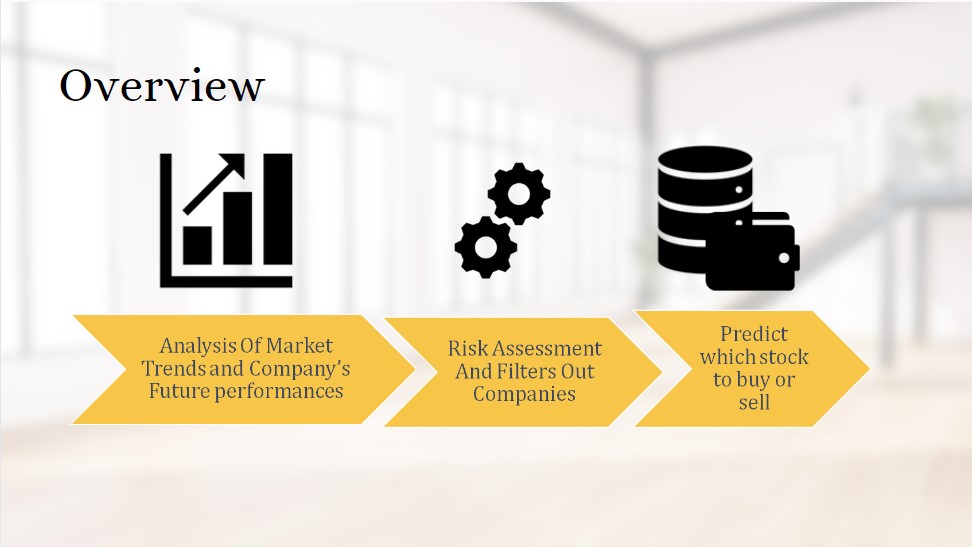 Overview
Analysis Of Market
Trends and Company’s
Future performances
Risk Assessment
And Filters Out
Companies
Predict
which stock
to buy or
sell